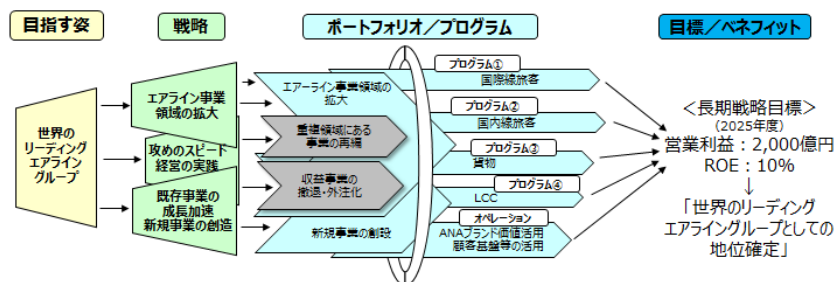 目指す姿
戦略
ポートフォリオ／プログラム
目標／ベネフィット
世界の
リーディング
エアライン
グループ
エアライン事業
領域の拡大
攻めのスピード
経営の実践
既存事業の
成長加速
新規事業の創造
エアーライン事業領域の
拡大
重複領域にある
事業の再編
収益事業の
撤退・外注化
新規事業の創設
プログラム①
国際線旅客
プログラム②
国内線旅客
プログラム③
貨物
プログラム④
LCC
オペレーション
ANAブランド価値活用
顧客基盤等の活用
＜長期戦略目標＞
(2025年度)
営業利益：2,000億円
ROE：10%
↓
「世界のリーディング
エアライングループとしての
地位確定」